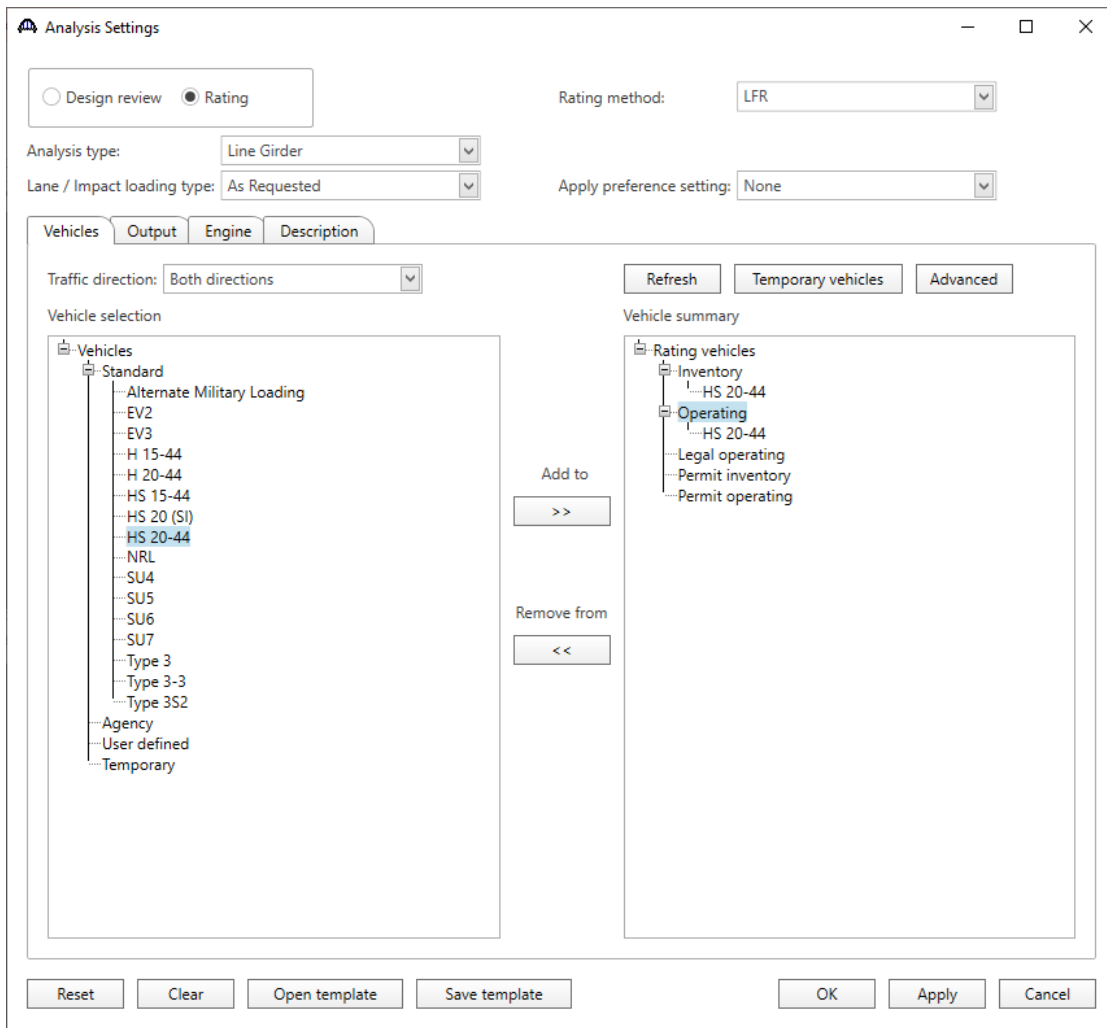 Analysis Settings
Design review Rating Rating method: LFR
Analysis type: Line Girder
Lane / Impact loading type: As Requested Apply preference setting: None
Vehicles Output Engine Description
Traffic direction: Both directions Refresh Temporary vehicles Advanced
Vehicle selection
Vehicles
Standard
Alternate Military Loading
EV2
EV3
H 15-44
H 20-44
HS 15-44
HS 20 (SI)
HS 20-44
NRL
SU4
SU5
SU6
SU7
Type 3
Type 3-3
Type 3S2
Agency
User defined
Temporary
Add to
>>
Remove from
<<
Vehicle summary
Rating vehicles
Inventory
HS 20-44
Operating
HS 20-44
Legal operating
Permit inventory
Permit operating
Reset Clear Open template Save template OK Apply Cancel